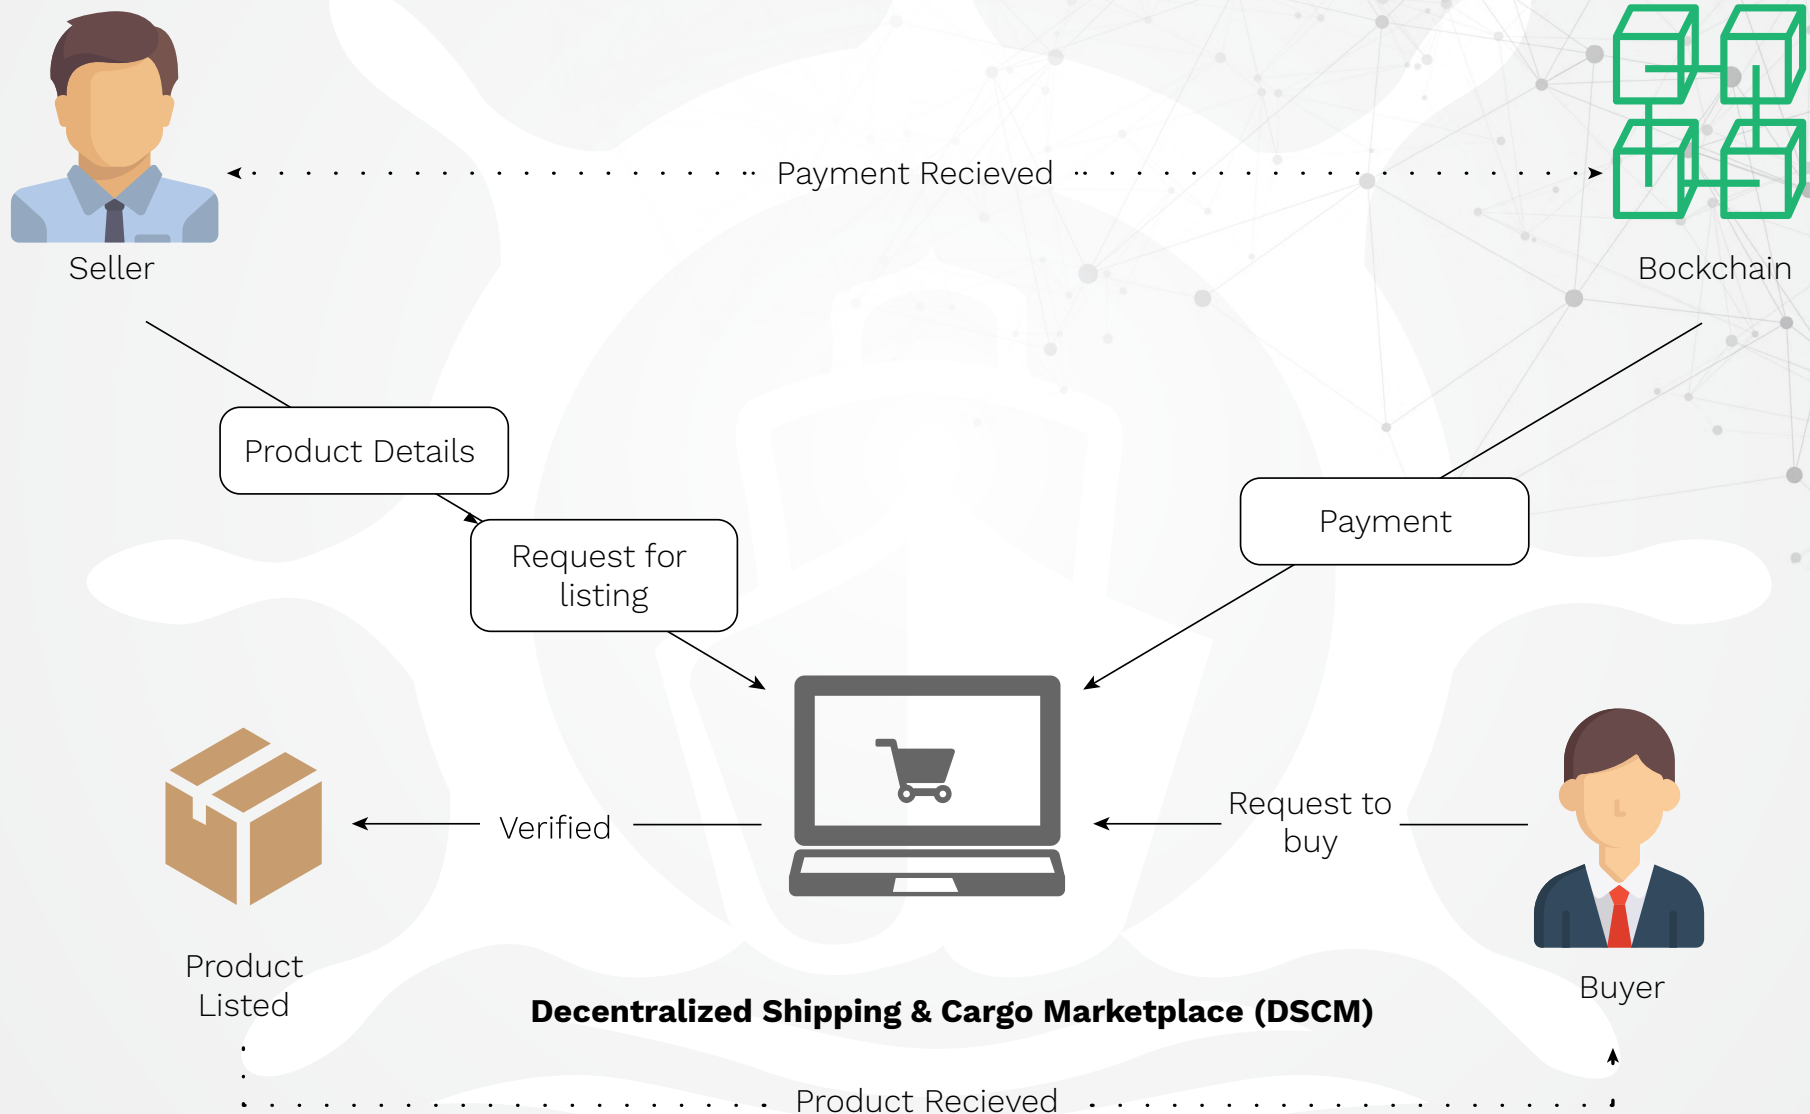 Payment Recieved
Seller
Bockchain
Product Details
Request for
listing
Payment
Verified
Request to
buy
Product
Listed
Buyer
Decentralized Shipping & Cargo Marketplace (DSCM)
Product Recieved